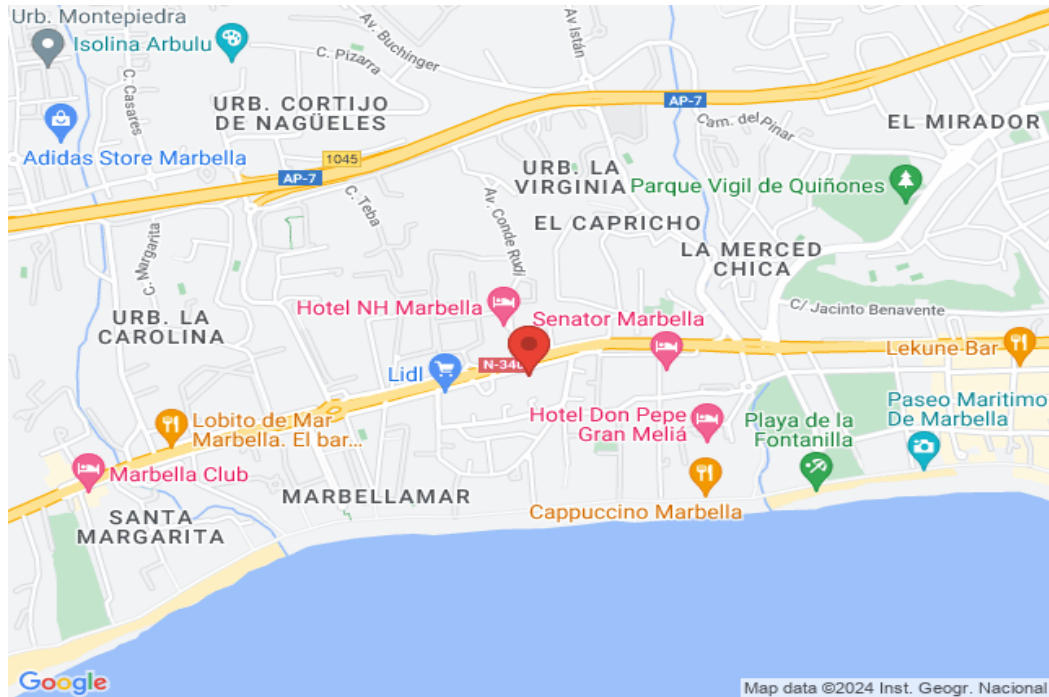 Urb. Montepiedra
Isolina Arbulu
C. Pizarra
Av. Buchinger
Av Istán
C. Casares
URB. CORTIJO
DE NAGÜELES
AP-7
Cam. del Pinar
EL MIRADOR
Adidas Store Marbella
1045
AP-7
URB. LA
VIRGINIA
Parque Vigil de Quiñones
C. Teba
Av. Conde Rudi
EL CAPRICHO
C. Margarita
LA MERCED
CHICA
Hotel NH Marbella
C/ Jacinto Benavente
URB. LA
CAROLINA
Senator Marbella
Lekune Bar
N-340
Lidl
Lobito de Mar
Marbella. El bar...
Hotel Don Pepe
Gran Meliá
Playa de la
Fontanilla
Paseo Maritimo
De Marbella
Marbella Club
MARBELLAMAR
Cappuccino Marbella
SANTA
MARGARITA
Google
Map data ©2024 Inst. Geogr. Nacional